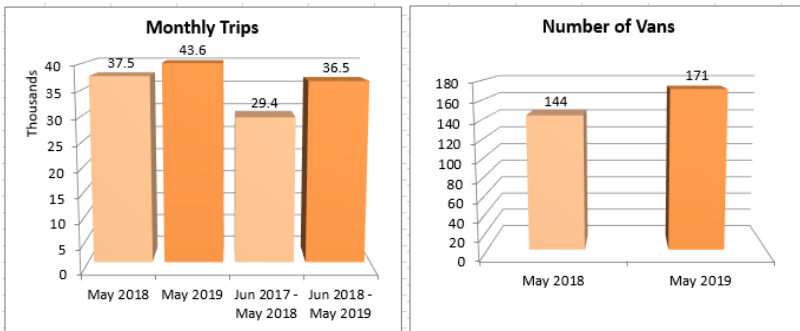 Monthly Trips
Thousands
40
35
30
25
20
15
10
5
0
37.5
43.6
29.4
36.5
May 2018
May 2019
Jun 2017 -
May 2018
Jun 2018 -
May 2019
Number of Vans
180
160
140
120
100
80
60
40
20
0
144
171
May 2018
May 2019